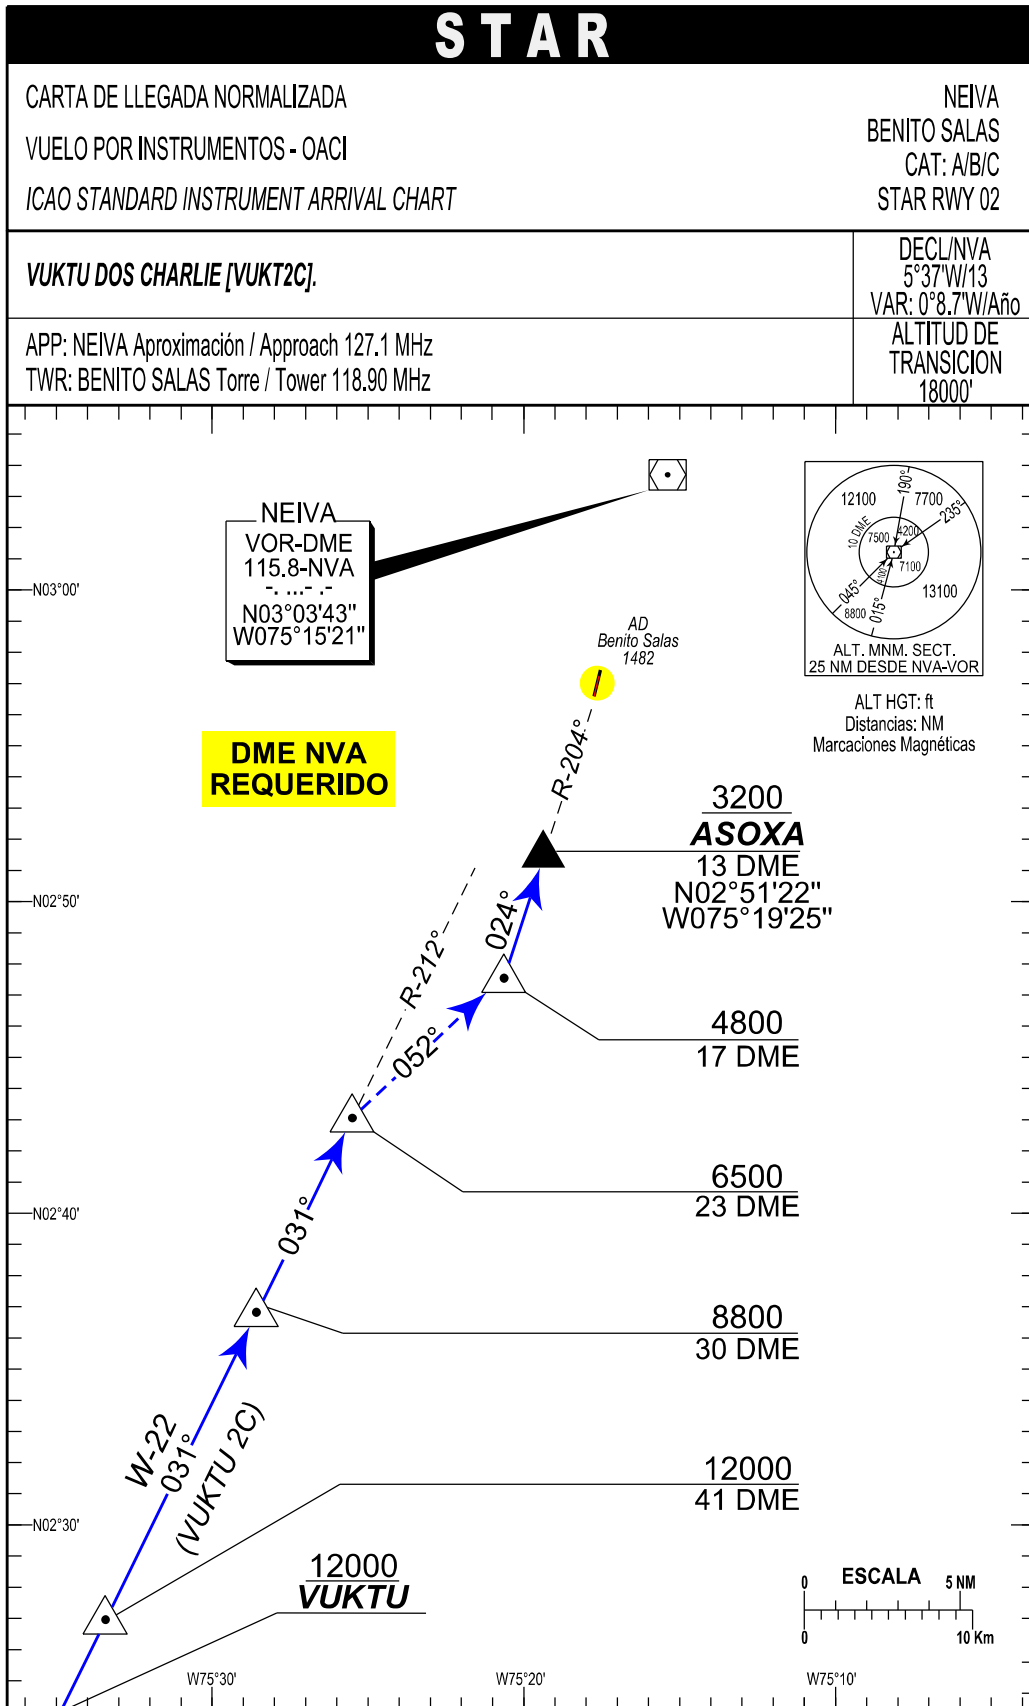 STAR
CARTA DE LLEGADA NORMALIZADA
VUELO POR INSTRUMENTOS - OACI
ICAO STANDARD INSTRUMENT ARRIVAL CHART
NEIVA
BENITO SALAS
CAT: A/B/C
STAR RWY 02
VUKTU DOS CHARLIE [VUKT2C].
DECL/NVA
5°37'W/13
VAR: 0°8.7'W/Año
APP: NEIVA Aproximación / Approach 127.1 MHz
TWR: BENITO SALAS Torre / Tower 118.90 MHz
ALTITUD DE
TRANSICION
18000'
NEIVA
VOR-DME
115.8-NVA
-. ...- .-
N03°03'43"
W075°15'21"
12100
190°
7700
235°
10 DME
7500
4200
7100
4100
045°
015°
8800
13100
ALT. MNM. SECT.
25 NM DESDE NVA-VOR
ALT HGT: ft
Distancias: NM
Marcaciones Magnéticas
N03°00'
AD
Benito Salas
1482
DME NVA
REQUERIDO
R-204°
3200
ASOXA
13 DME
N02°51'22"
W075°19'25"
N02°50'
024°
R-212°
052°
4800
17 DME
6500
23 DME
N02°40'
031°
8800
30 DME
W-22
031°
(VUKTU 2C)
12000
41 DME
N02°30'
12000
VUKTU
ESCALA
0
5 NM
0
10 Km
W75°30'
W75°20'
W75°10'